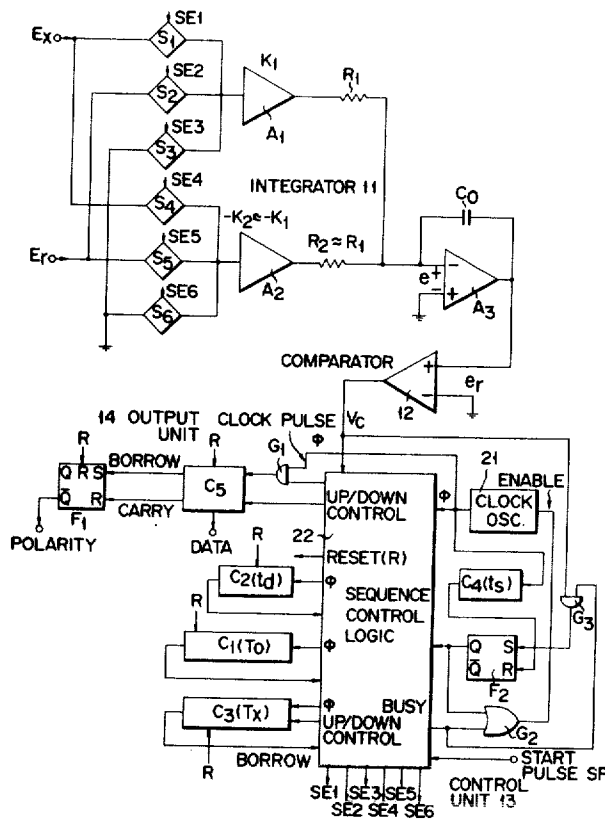 SE1
Ex
S1
K1
SE2
R1
S2
A1
SE3
S3
INTEGRATOR 11
SE4
C0
S4
-K2≈-K1
SE5
R2≈R1
Er
S5
e
+
-
-
+
A2
A3
SE6
S6
COMPARATOR
+
-
12
er
14 OUTPUT UNIT
CLOCK PULSE
Φ
VC
R
R
G1
21
ENABLE
Q R S
BORROW
C5
UP/DOWN CONTROL
Φ
CLOCK OSC.
Q̅ R
CARRY
F1
POLARITY
DATA
22
R
RESET(R)
C2(td)
Φ
C4(tS)
G3
SEQUENCE CONTROL LOGIC
R
C1(TO)
Φ
Q S
Q̅ R
F2
C3(TX)
Φ
BUSY
UP/DOWN CONTROL
G2
R
BORROW
START PULSE SP
CONTROL UNIT 13
SE1 SE3 SE5
SE2 SE4 SE6